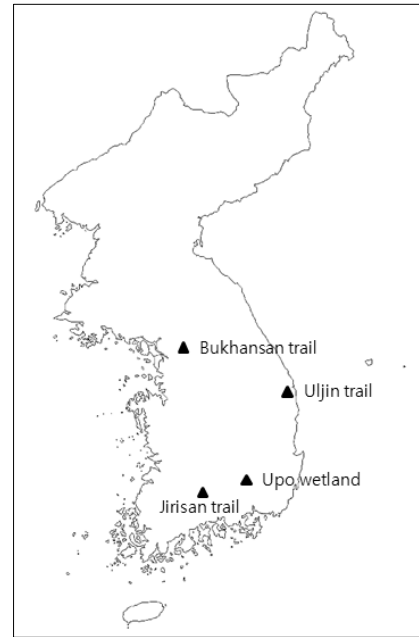 Bukhansan trail
Uljin trail
Upo wetland
Jirisan trail